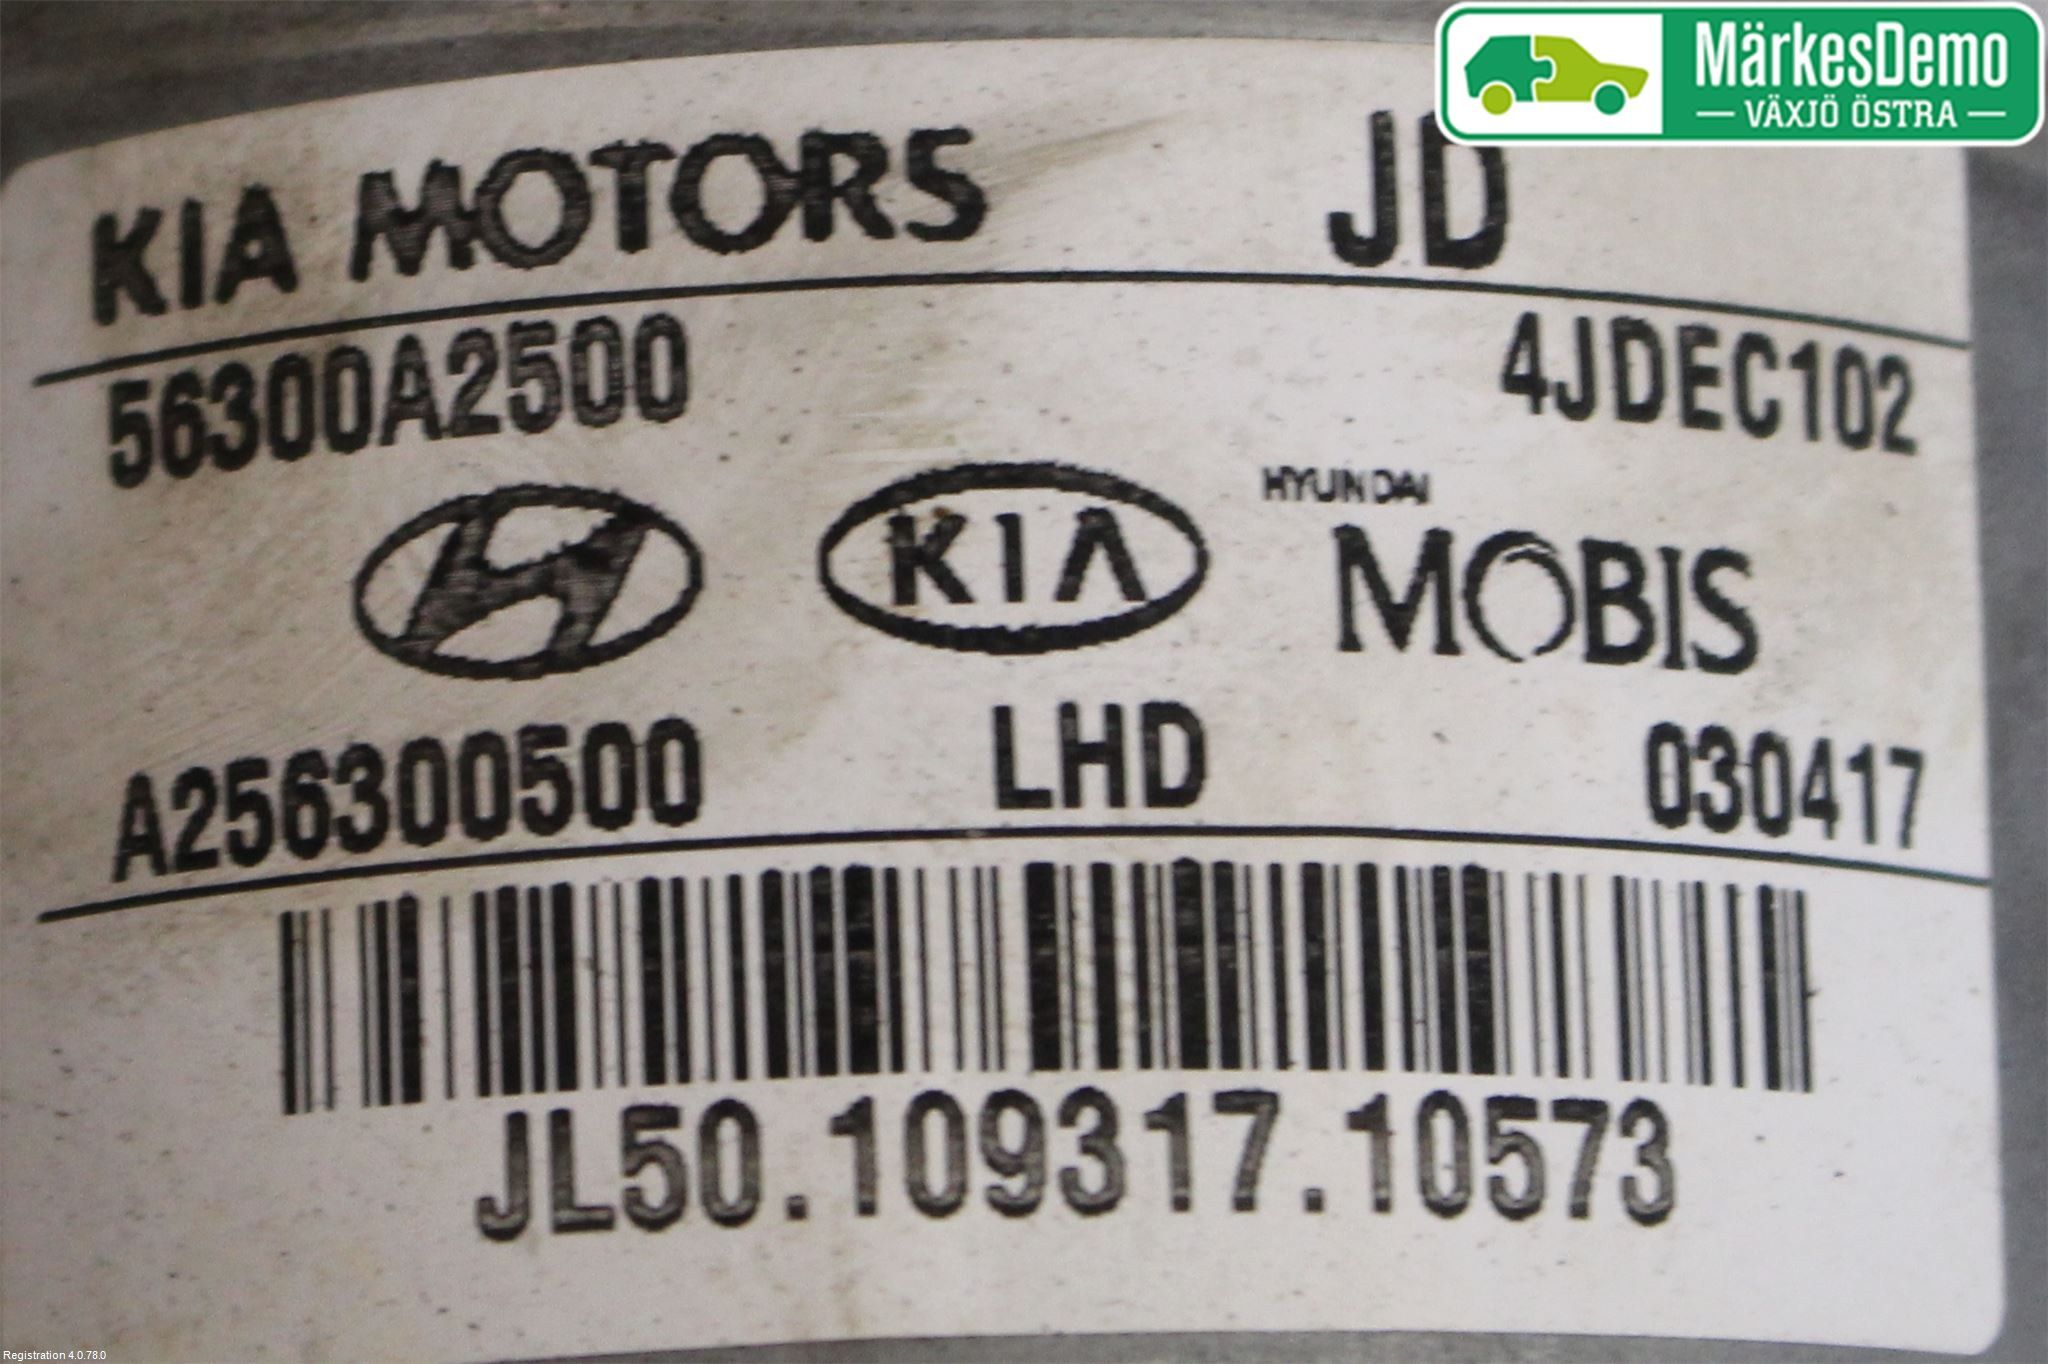 MärkesDemo
VÄXJÖ ÖSTRA
KIA MOTORS JD
56300A2500 4JDEC102
KIA HYUNDAI
MOBIS
A256300500 LHD 030417
JL50.109317.10573
Registration 4.0.78.0